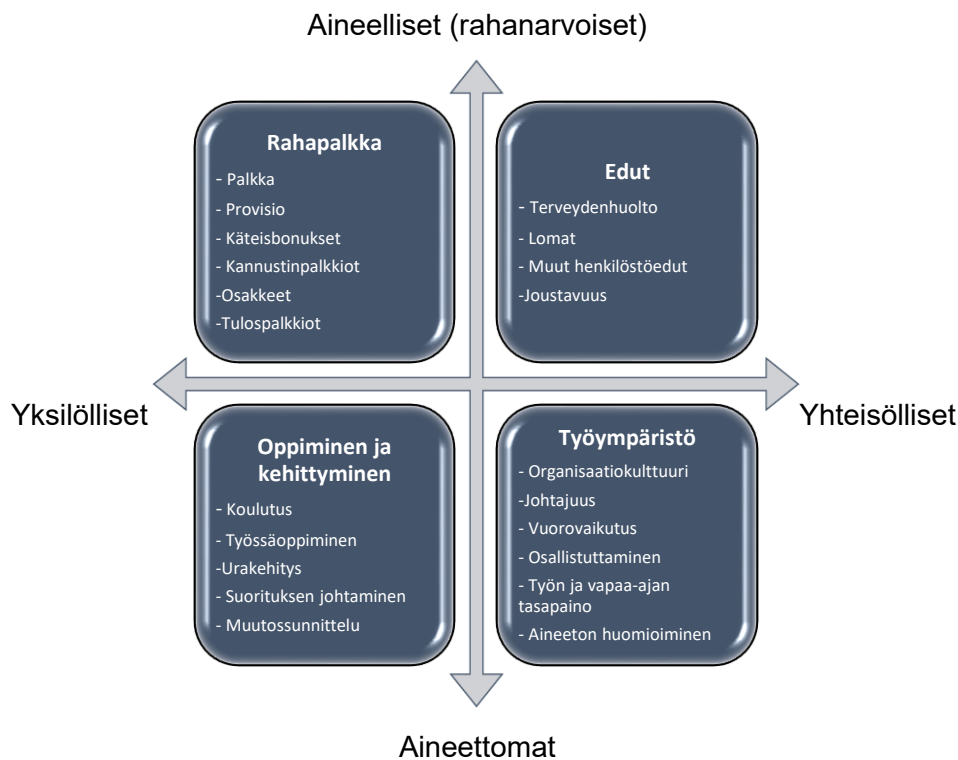 Aineelliset (rahanarvoiset)
Rahapalkka
- Palkka
- Provisio
- Käteisbonukset
- Kannustinpalkkiot
-Osakkeet
-Tulospalkkiot
Edut
- Terveydenhuolto
- Lomat
- Muut henkilöstöedut
-Joustavuus
Yksilölliset
Yhteisölliset
Oppiminen ja
kehittyminen
- Koulutus
- Työssäoppiminen
-Urakehitys
- Suorituksen johtaminen
- Muutossunnittelu
Työympäristö
- Organisaatiokulttuuri
-Johtajuus
- Vuorovaikutus
- Osallistuttaminen
- Työn ja vapaa-ajan
tasapaino
- Aineeton huomioiminen
Aineettomat